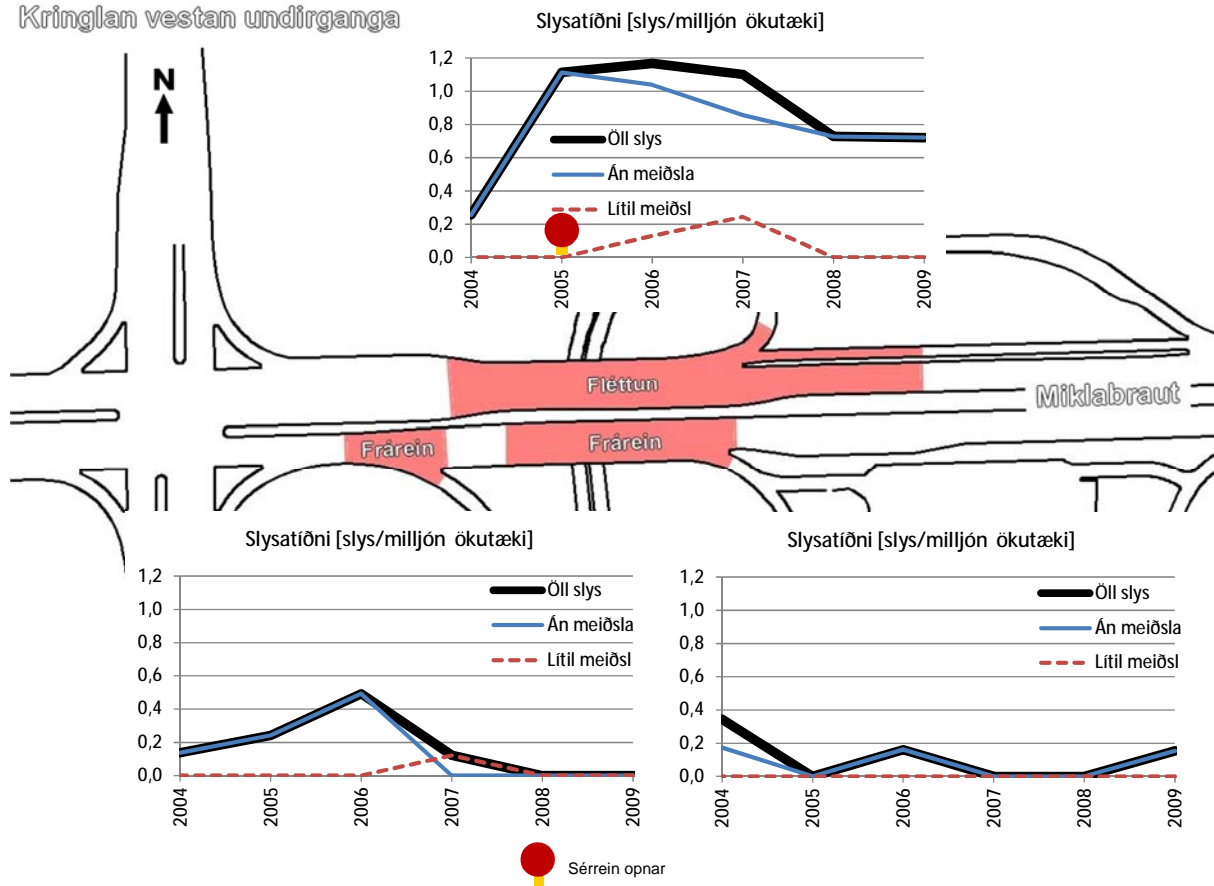 Kringlan vestan undirganga
N
Slysatíðni [slys/milljón ökutæki]
1,2
1,0
0,8
0,6
0,4
0,2
0,0
Öll slys
Án meiðsla
Lítil meiðsl
2004
2005
2006
2007
2008
2009
Fléttun
Miklabraut
Frárein
Frárein
Slysatíðni [slys/milljón ökutæki]
1,2
1,0
0,8
0,6
0,4
0,2
0,0
Öll slys
Án meiðsla
Lítil meiðsl
2004
2005
2006
2007
2008
2009
Slysatíðni [slys/milljón ökutæki]
1,2
1,0
0,8
0,6
0,4
0,2
0,0
Öll slys
Án meiðsla
Lítil meiðsl
2004
2005
2006
2007
2008
2009
Sérrein opnar